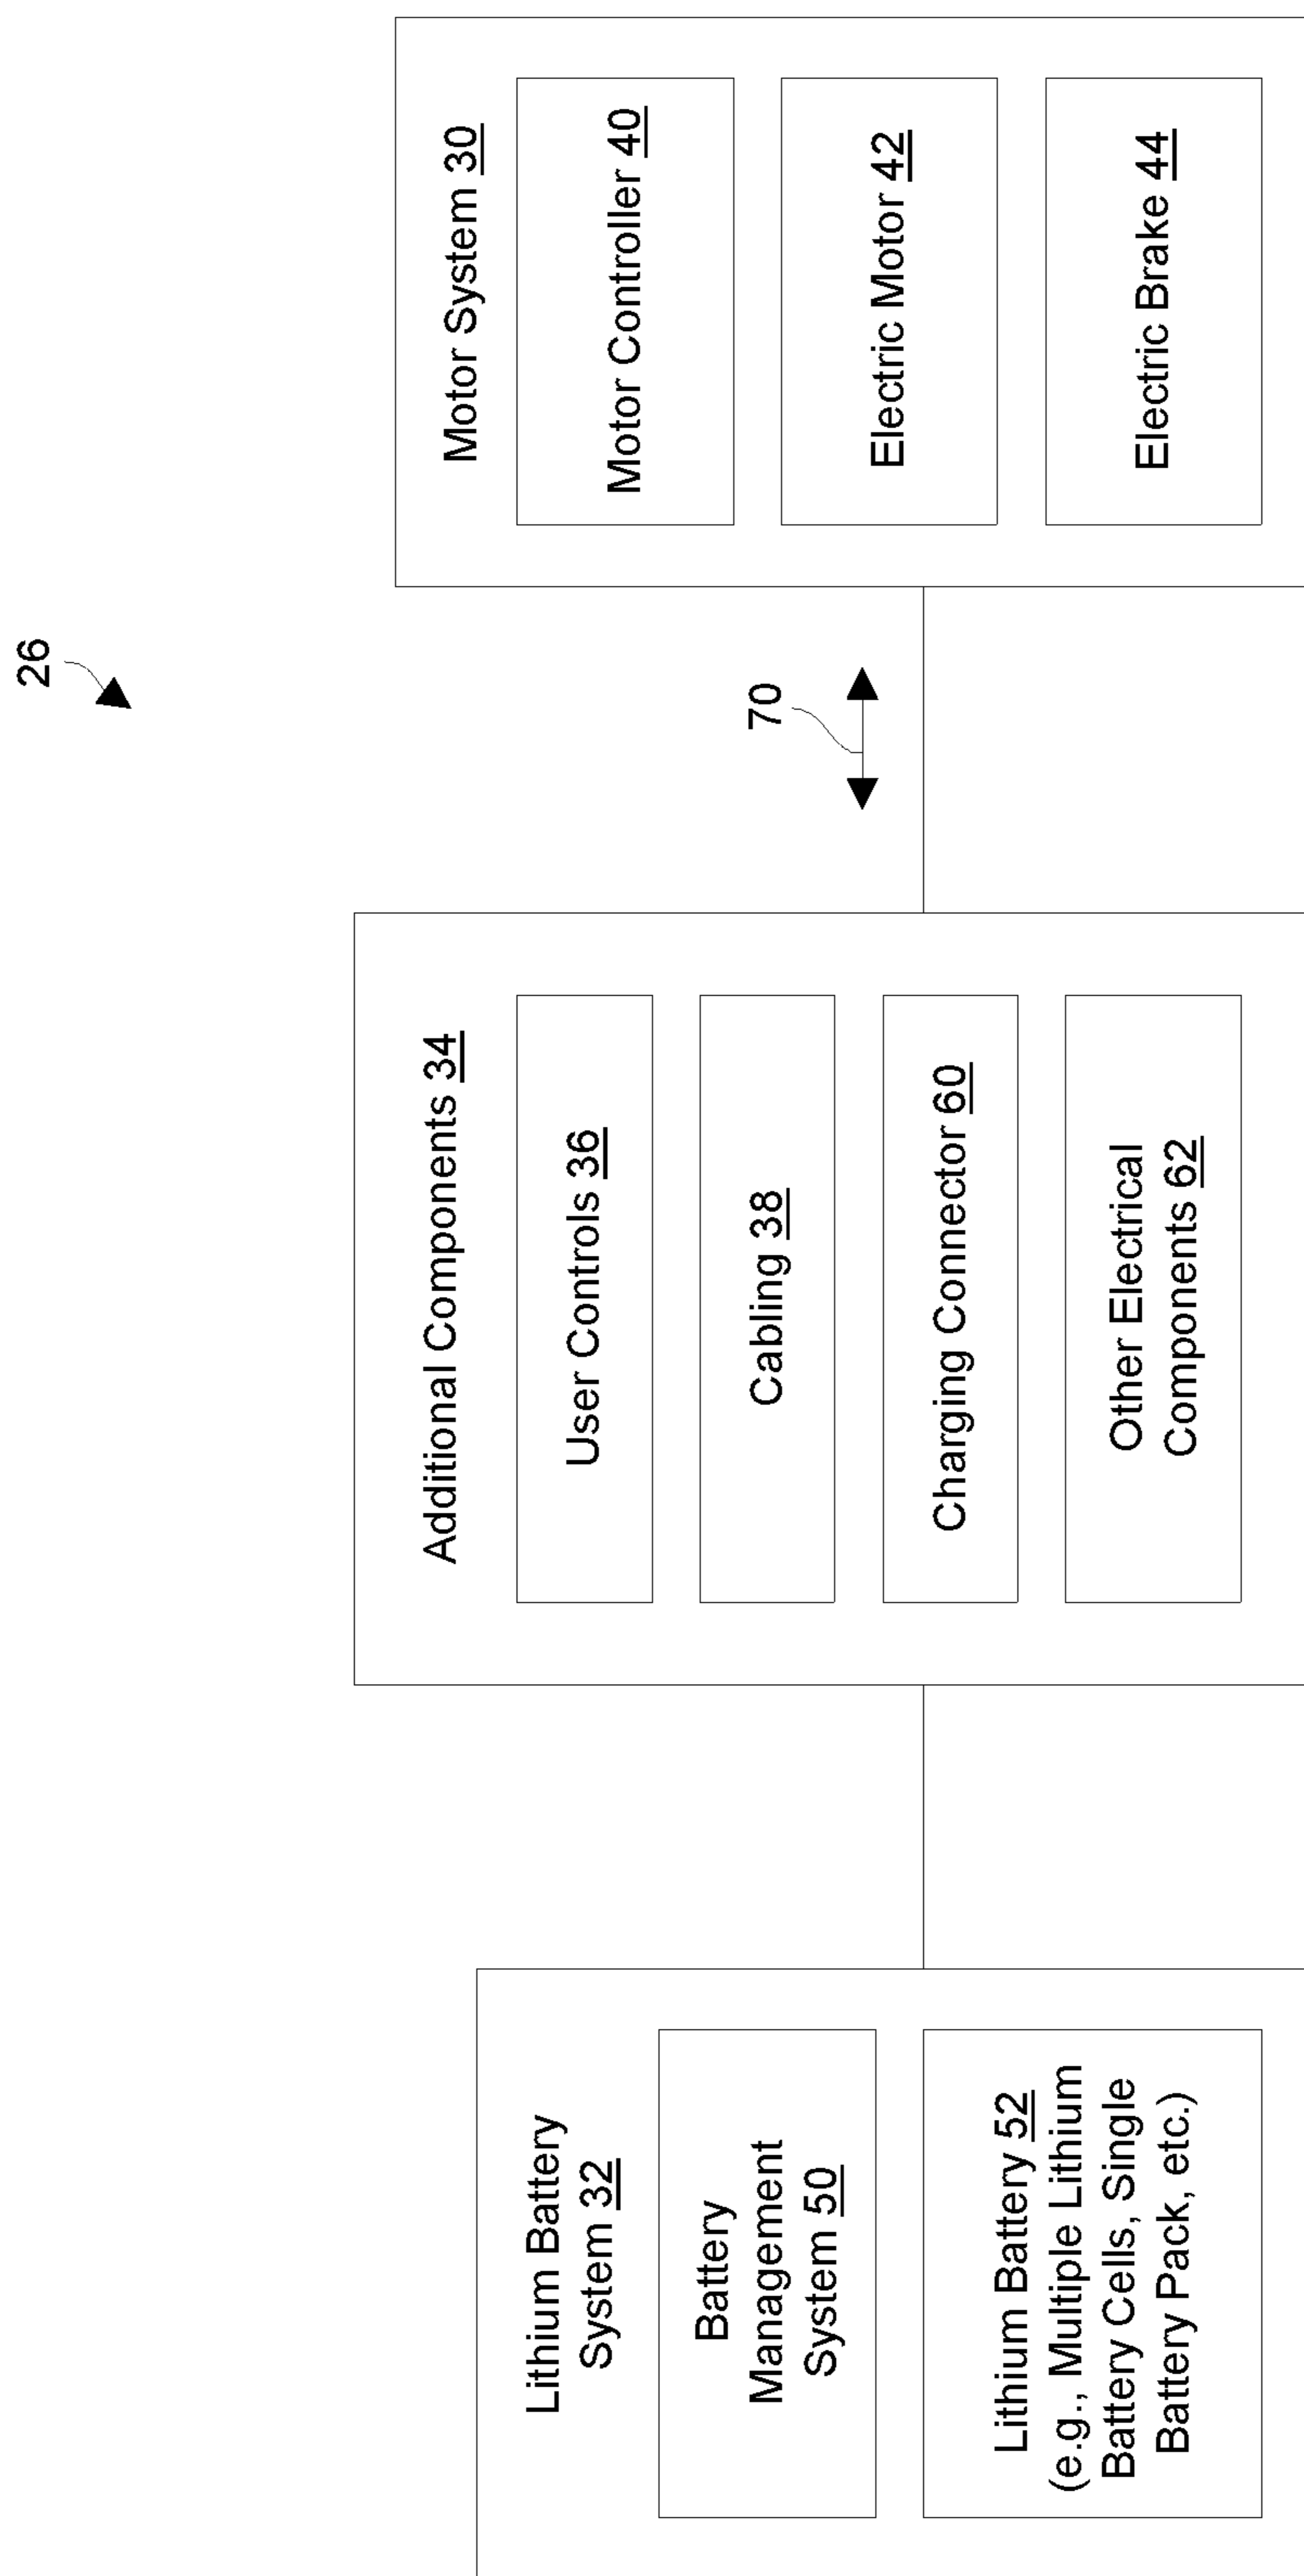 26
Lithium Battery
System 32
Battery
Management
System 50
Lithium Battery 52
(e.g., Multiple Lithium
Battery Cells, Single
Battery Pack, etc.)
Additional Components 34
User Controls 36
Cabling 38
Charging Connector 60
Other Electrical
Components 62
70
Motor System 30
Motor Controller 40
Electric Motor 42
Electric Brake 44